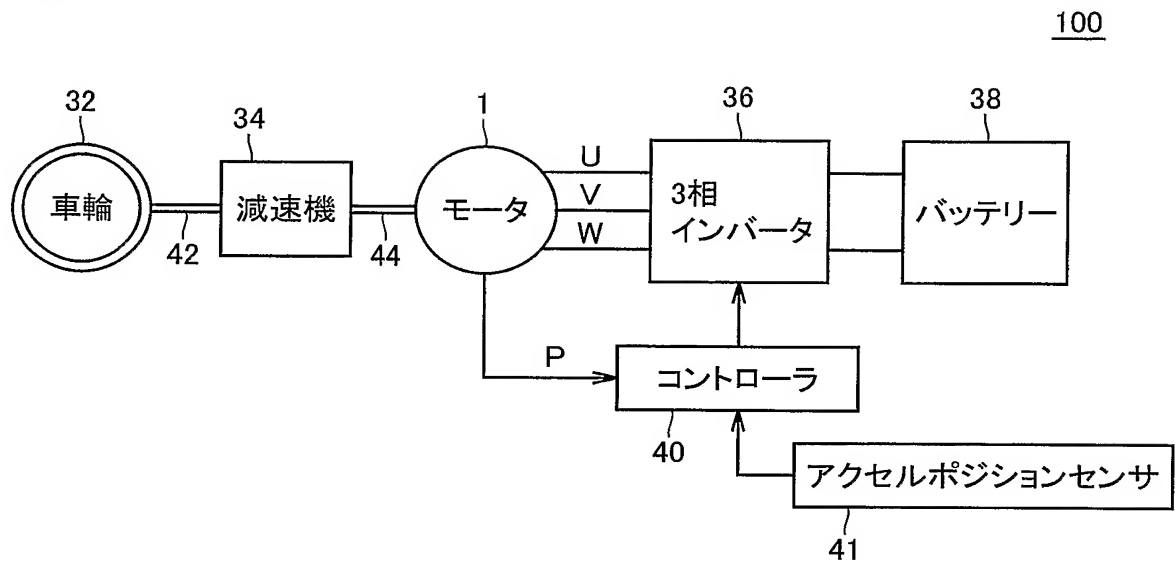 100
32
34
1
36
38
車輪
減速機
モータ
U
V
W
3相
インバータ
バッテリー
42
44
P
コントローラ
40
アクセルポジションセンサ
41